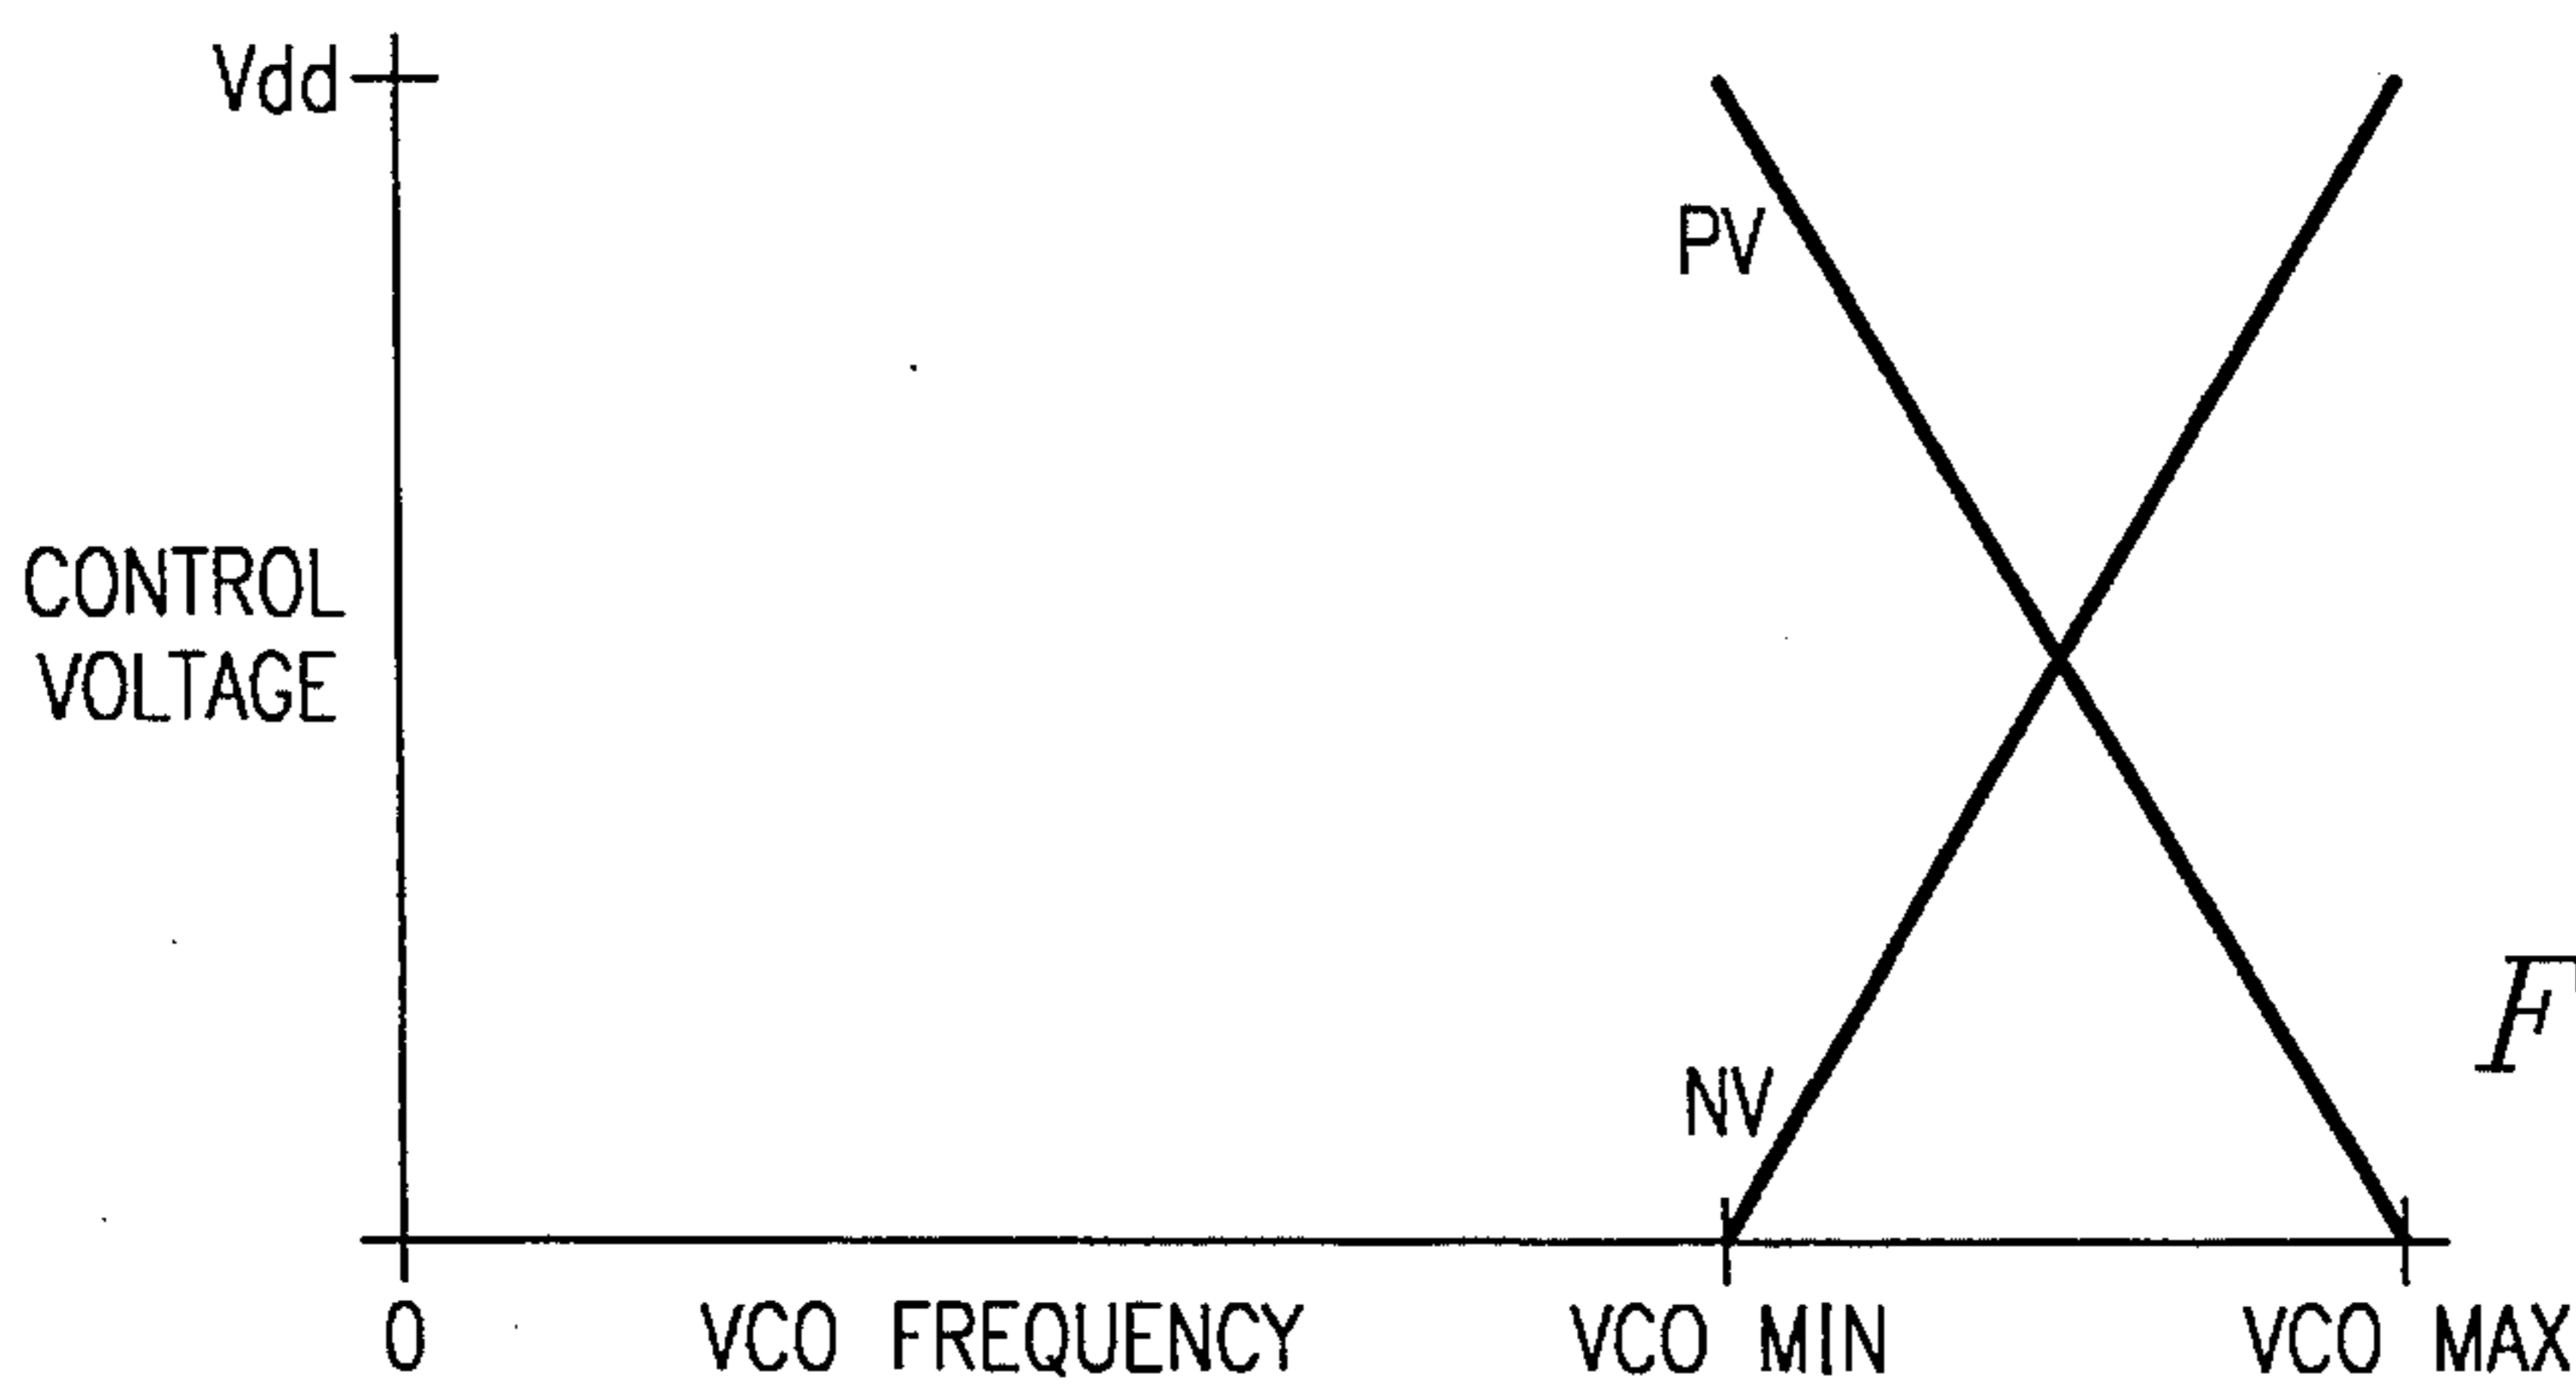 Vdd
PV
CONTROL
VOLTAGE
NV
F
0
VCO FREQUENCY
VCO MIN
VCO MAX